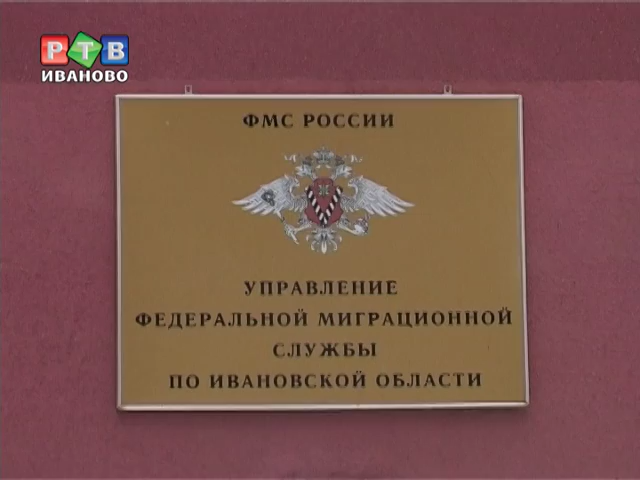 РТВ
ИВАНОВО
ФМС РОССИИ
УПРАВЛЕНИЕ
ФЕДЕРАЛЬНОЙ МИГРАЦИОННОЙ
СЛУЖБЫ
ПО ИВАНОВСКОЙ ОБЛАСТИ